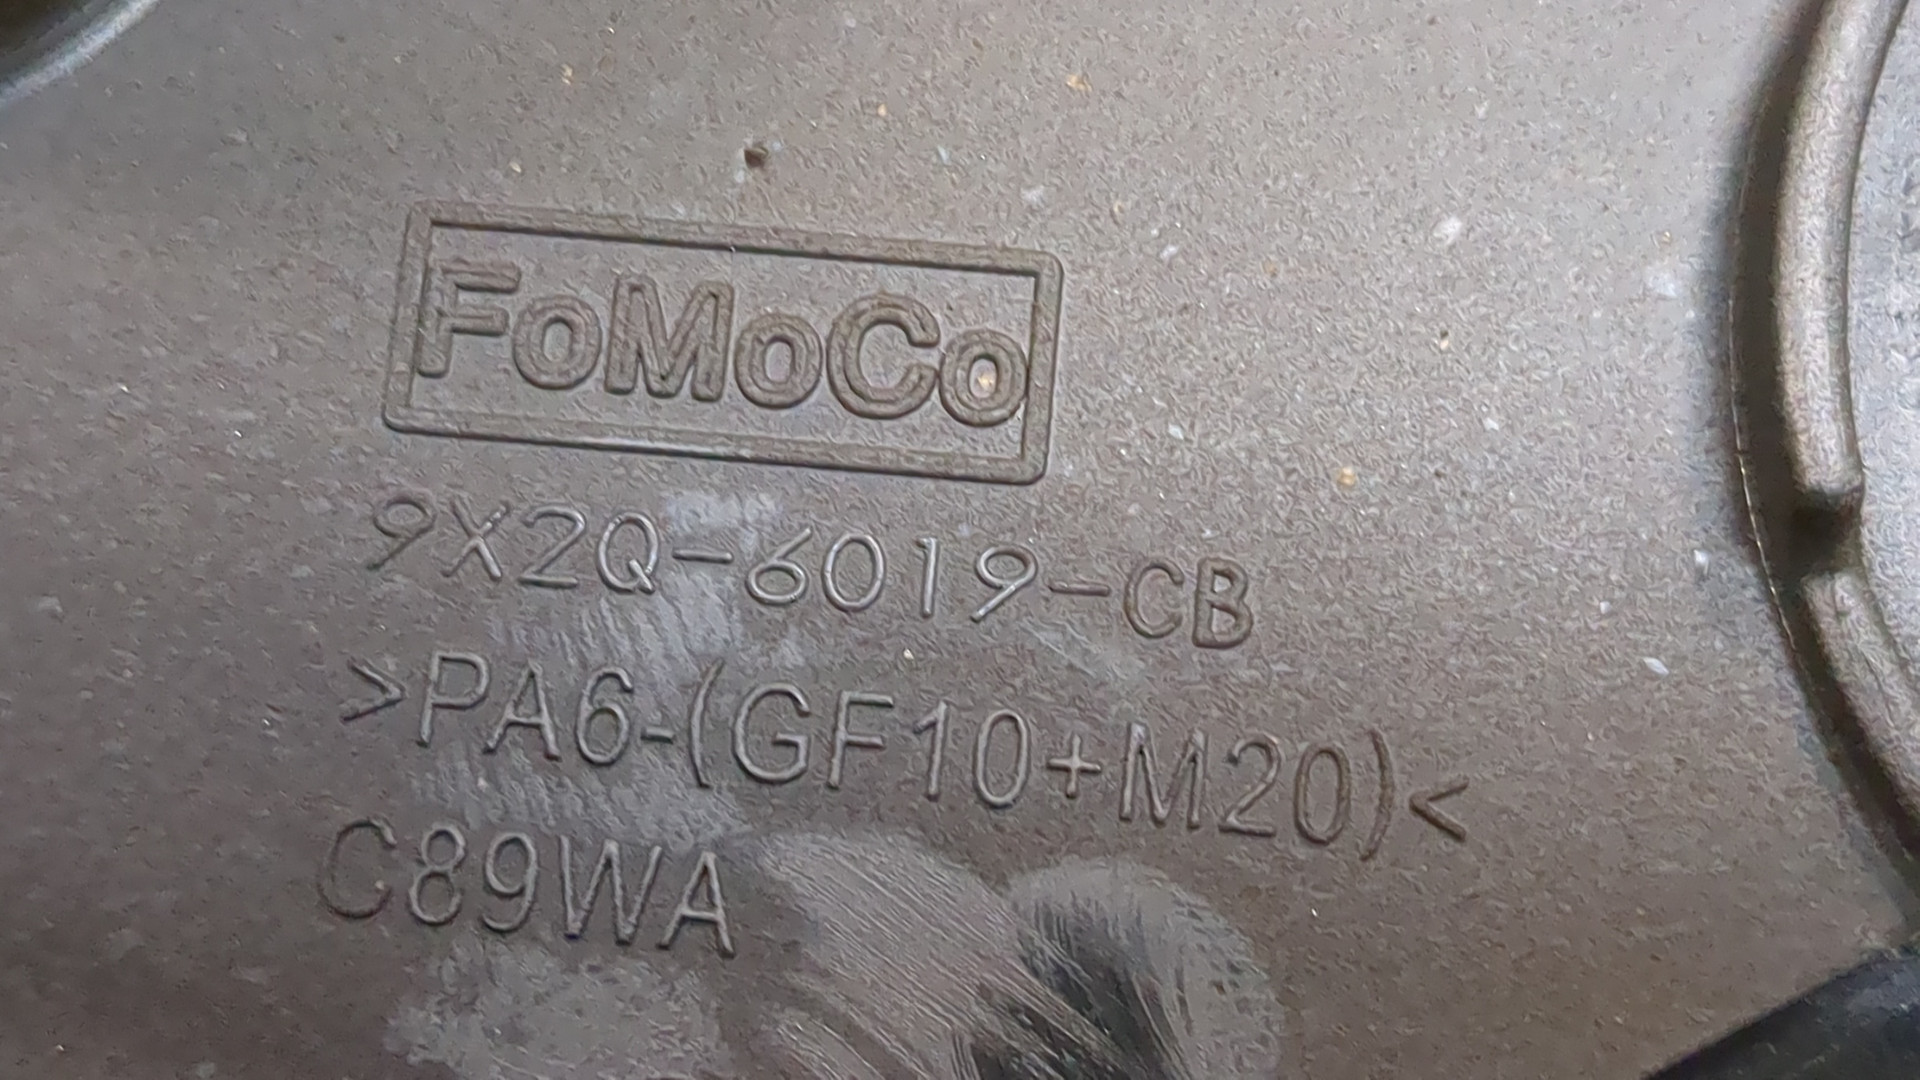 FoMoCo
9X2Q-6019-CB
>PA6-(GF10+M20)<
C89WA